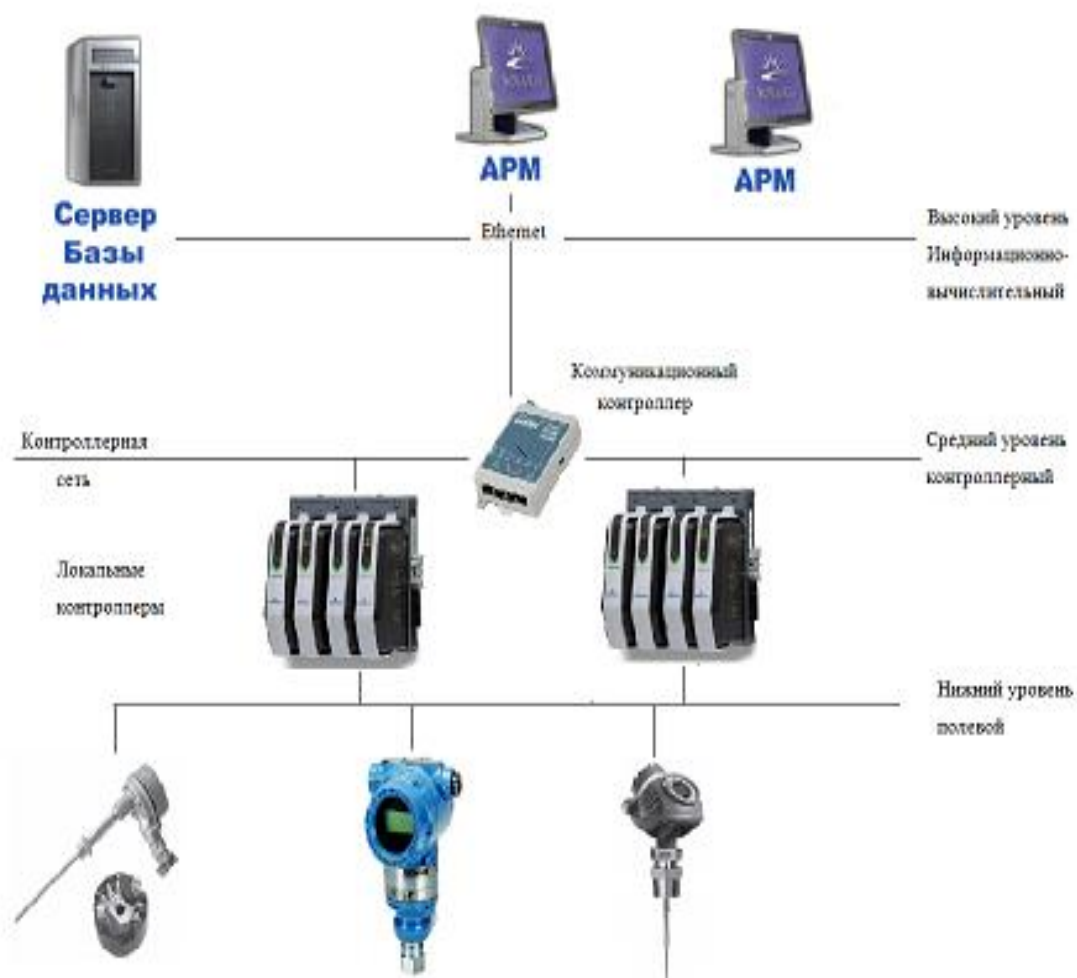 АРМ
АРМ
Сервер
Базы
данных
Ethernet
Высокий уровень
Информационно-
вычислительный
Коммуникационный
контроллер
Контроллерная
сеть
Средний уровень
контроллерный
Локальные
контроллеры
Нижний уровень
полевой